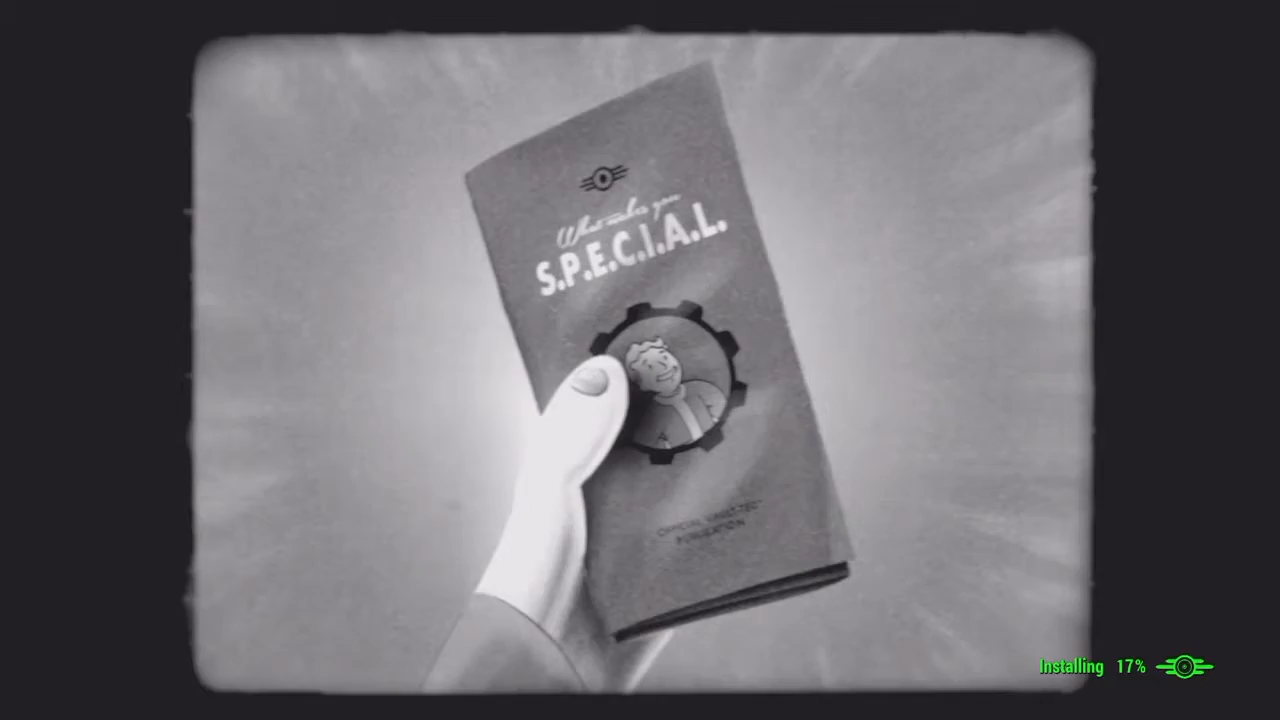 What makes you
S.P.E.C.I.A.L.
OFFICIAL VAULT-TEC
PUBLICATION
Installing 17%